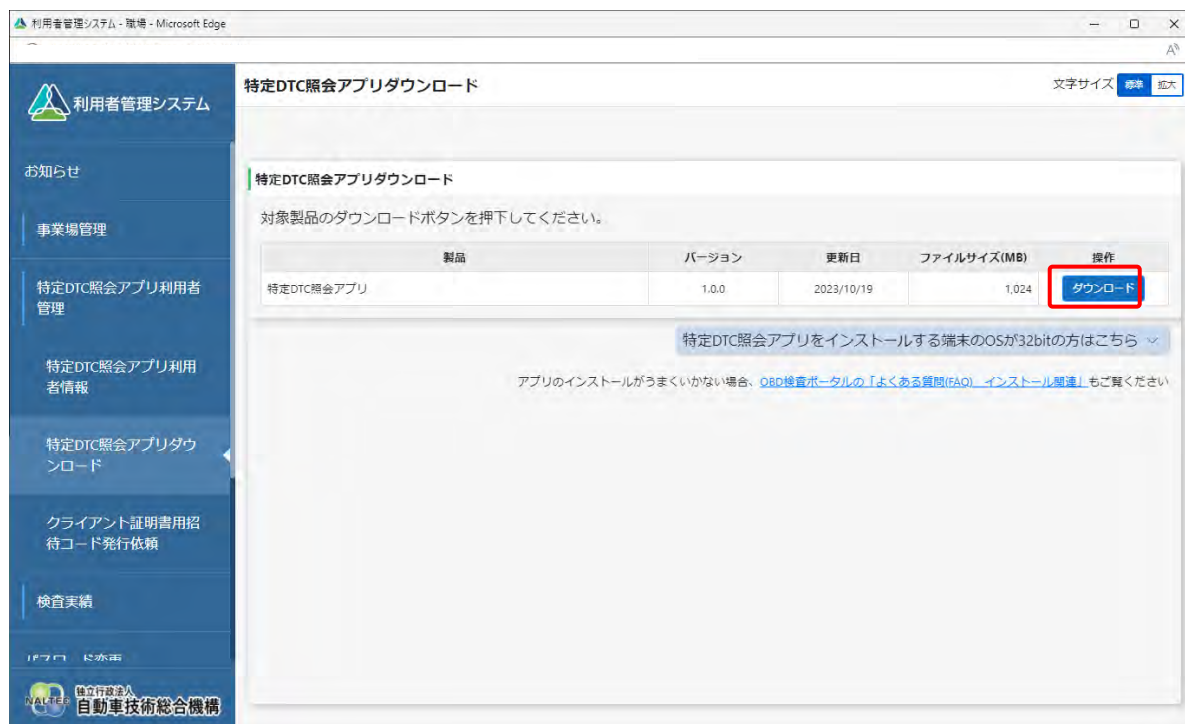 利用者管理システム - 職場 - Microsoft Edge
利用者管理システム
お知らせ
事業場管理
特定DTC照会アプリ利用者
管理
特定DTC照会アプリ利用
者情報
特定DTC照会アプリダウ
ンロード
クライアント証明書用招
待コード発行依頼
検査実績
NALTEC
独立行政法人
自動車技術総合機構
特定DTC照会アプリダウンロード
文字サイズ 標準 拡大
特定DTC照会アプリダウンロード
対象製品のダウンロードボタンを押下してください。
製品 バージョン 更新日 ファイルサイズ(MB) 操作
特定DTC照会アプリ 1.0.0 2023/10/19 1,024 ダウンロード
特定DTC照会アプリをインストールする端末のOSが32bitの方はこちら
アプリのインストールがうまくいかない場合、OBD検査ポータルの「よくある質問(FAQ) インストール関連」もご覧ください